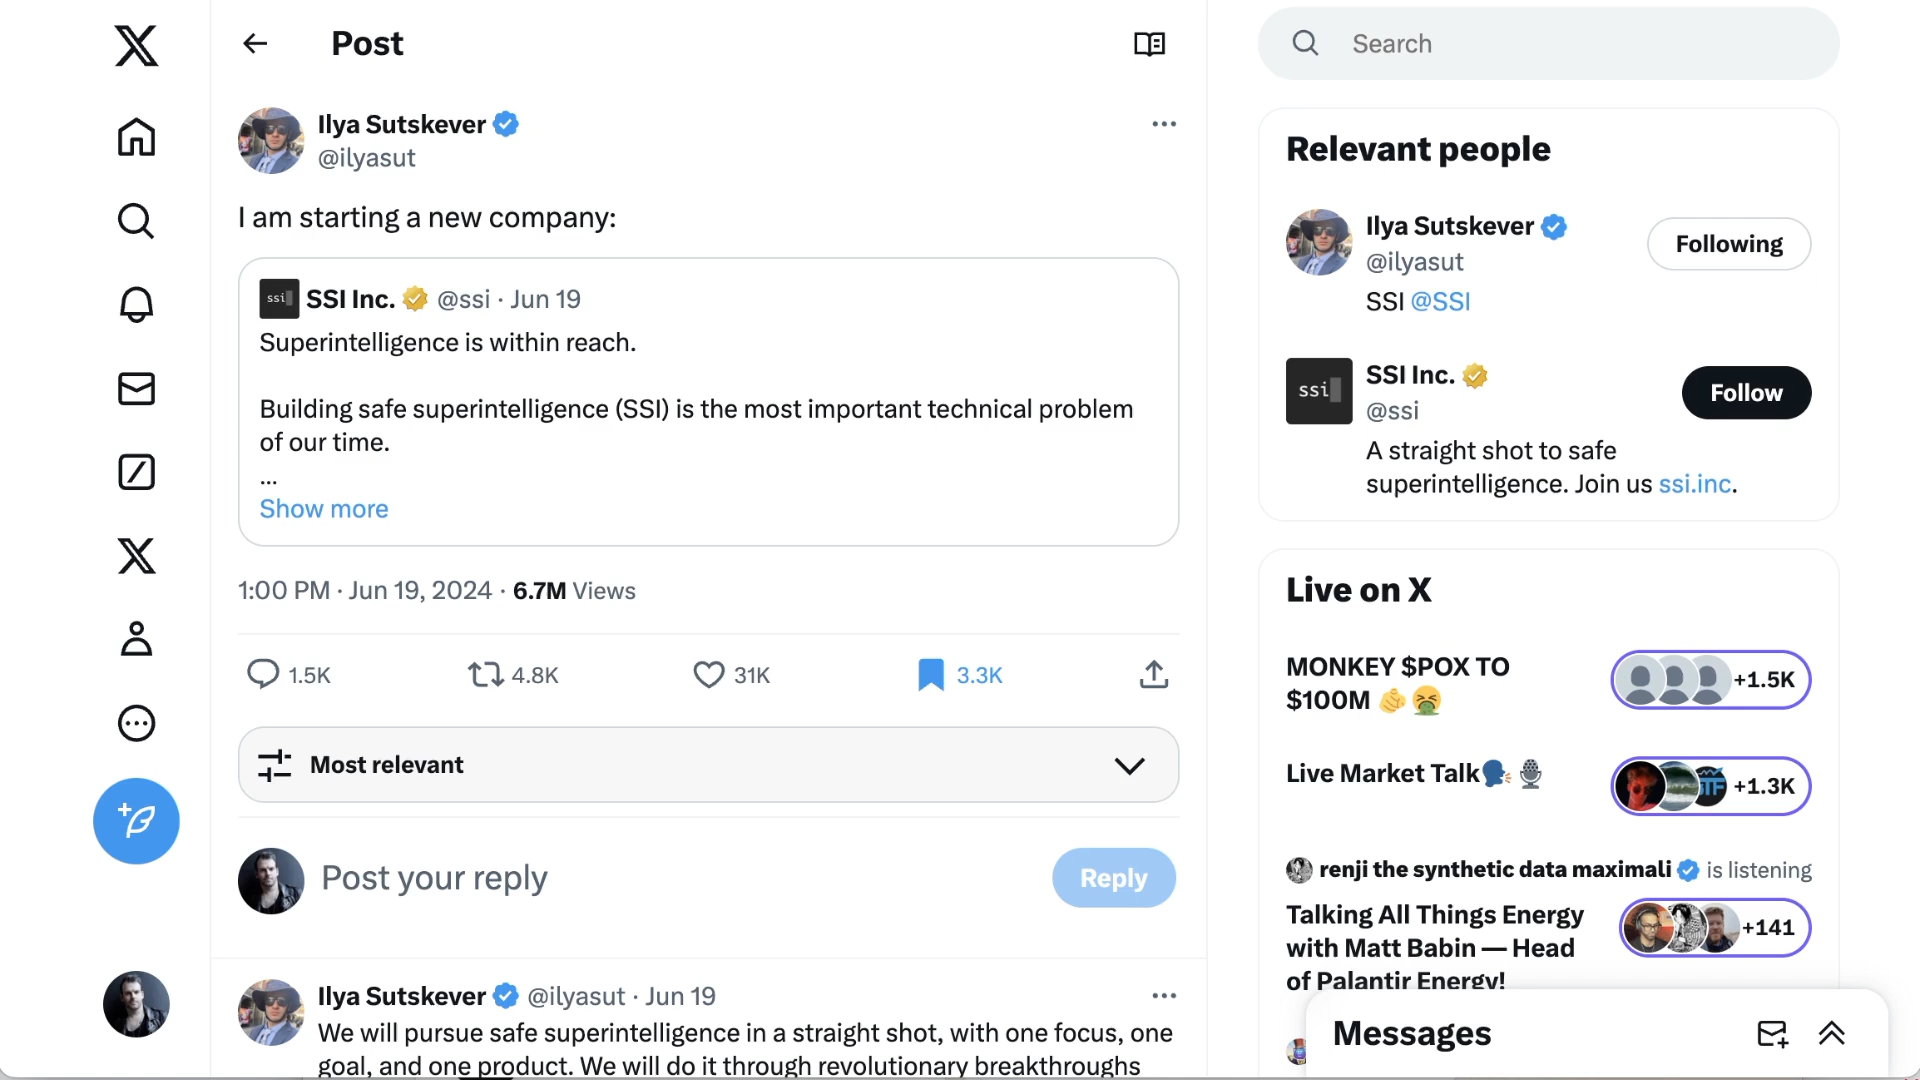 Post
Ilya Sutskever
@ilyasut
I am starting a new company:
ssi SSI Inc. @ssi · Jun 19
Superintelligence is within reach.
Building safe superintelligence (SSI) is the most important technical problem
of our time.
...
Show more
1:00 PM · Jun 19, 2024 · 6.7M Views
1.5K 4.8K 31K 3.3K
Most relevant
Post your reply
Reply
Ilya Sutskever @ilyasut · Jun 19
We will pursue safe superintelligence in a straight shot, with one focus, one
goal, and one product. We will do it through revolutionary breakthroughs
Search
Relevant people
Ilya Sutskever
@ilyasut
Following
SSI @SSI
ssi
SSI Inc.
@ssi
Follow
A straight shot to safe
superintelligence. Join us ssi.inc.
Live on X
MONKEY $POX TO
$100M 🫵 🤮
+1.5K
Live Market Talk🗣️ 🎙️
+1.3K
renji the synthetic data maximali is listening
Talking All Things Energy
with Matt Babin — Head
of Palantir Energy!
+141
Messages